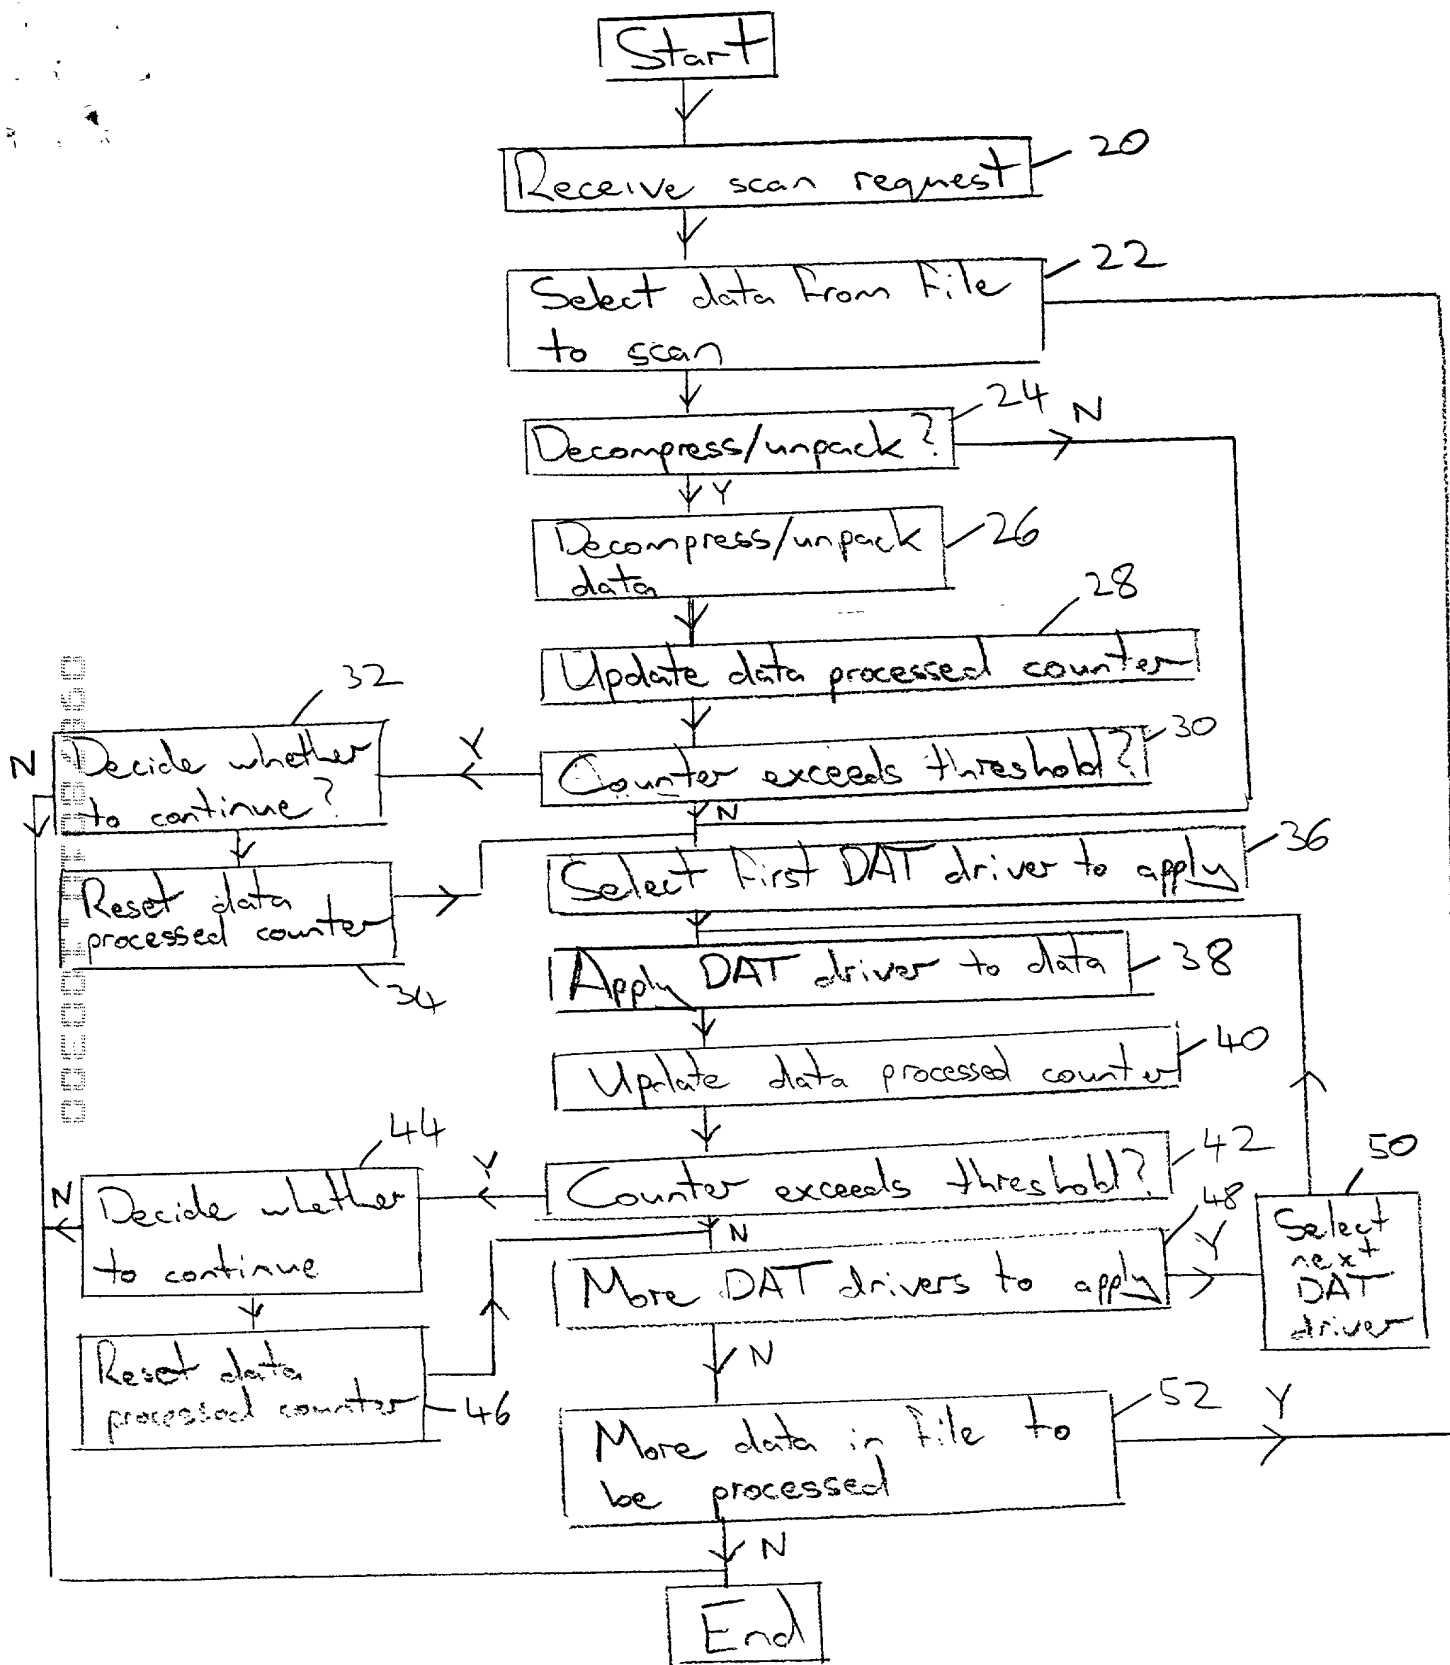 Start
Receive scan request
20
Select data from file
to scan
22
Decompress/unpack?
24
N
Y
Decompress/unpack
data
26
28
Update data processed counter
32
30
N
Decide whether
to continue?
Y
Counter exceeds threshold?
N
36
Select first DAT driver to apply
Reset data
processed counter
34
Apply DAT driver to data
38
Update data processed counter
40
44
42
50
N
Decide whether
to continue
Y
Counter exceeds threshold?
N
48
More DAT drivers to apply
Y
Select
next
DAT
driver
Reset data
processed counter
46
N
52
More data in file to
be processed
Y
N
End